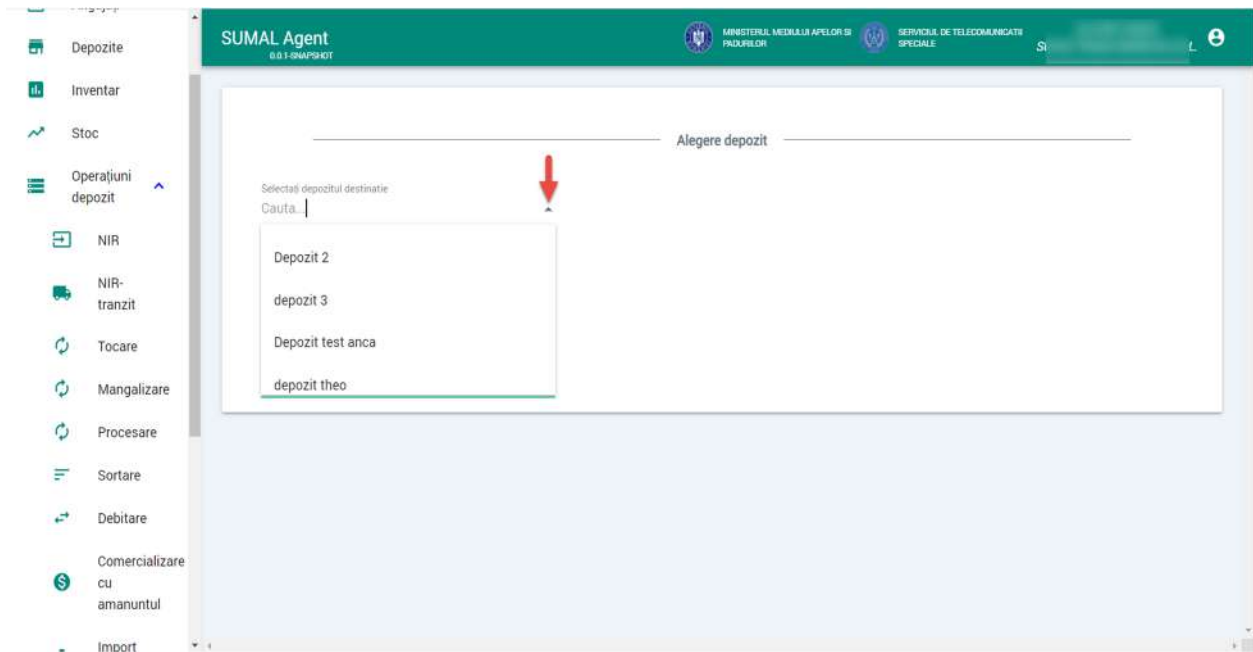 Depozite
Inventar
Stoc
Operațiuni
depozit
NIR
NIR-
tranzit
Tocare
Mangalizare
Procesare
Sortare
Debitare
Comercializare
cu
amanuntul
Import
SUMAL Agent
0.0.1-SNAPSHOT
MINISTERUL MEDIULUI APELOR SI
PADURILOR
SERVICIUL DE TELECOMUNICATII
SPECIALE
Alegere depozit
Selectați depozitul destinatie
Cauta...
Depozit 2
depozit 3
Depozit test anca
depozit theo